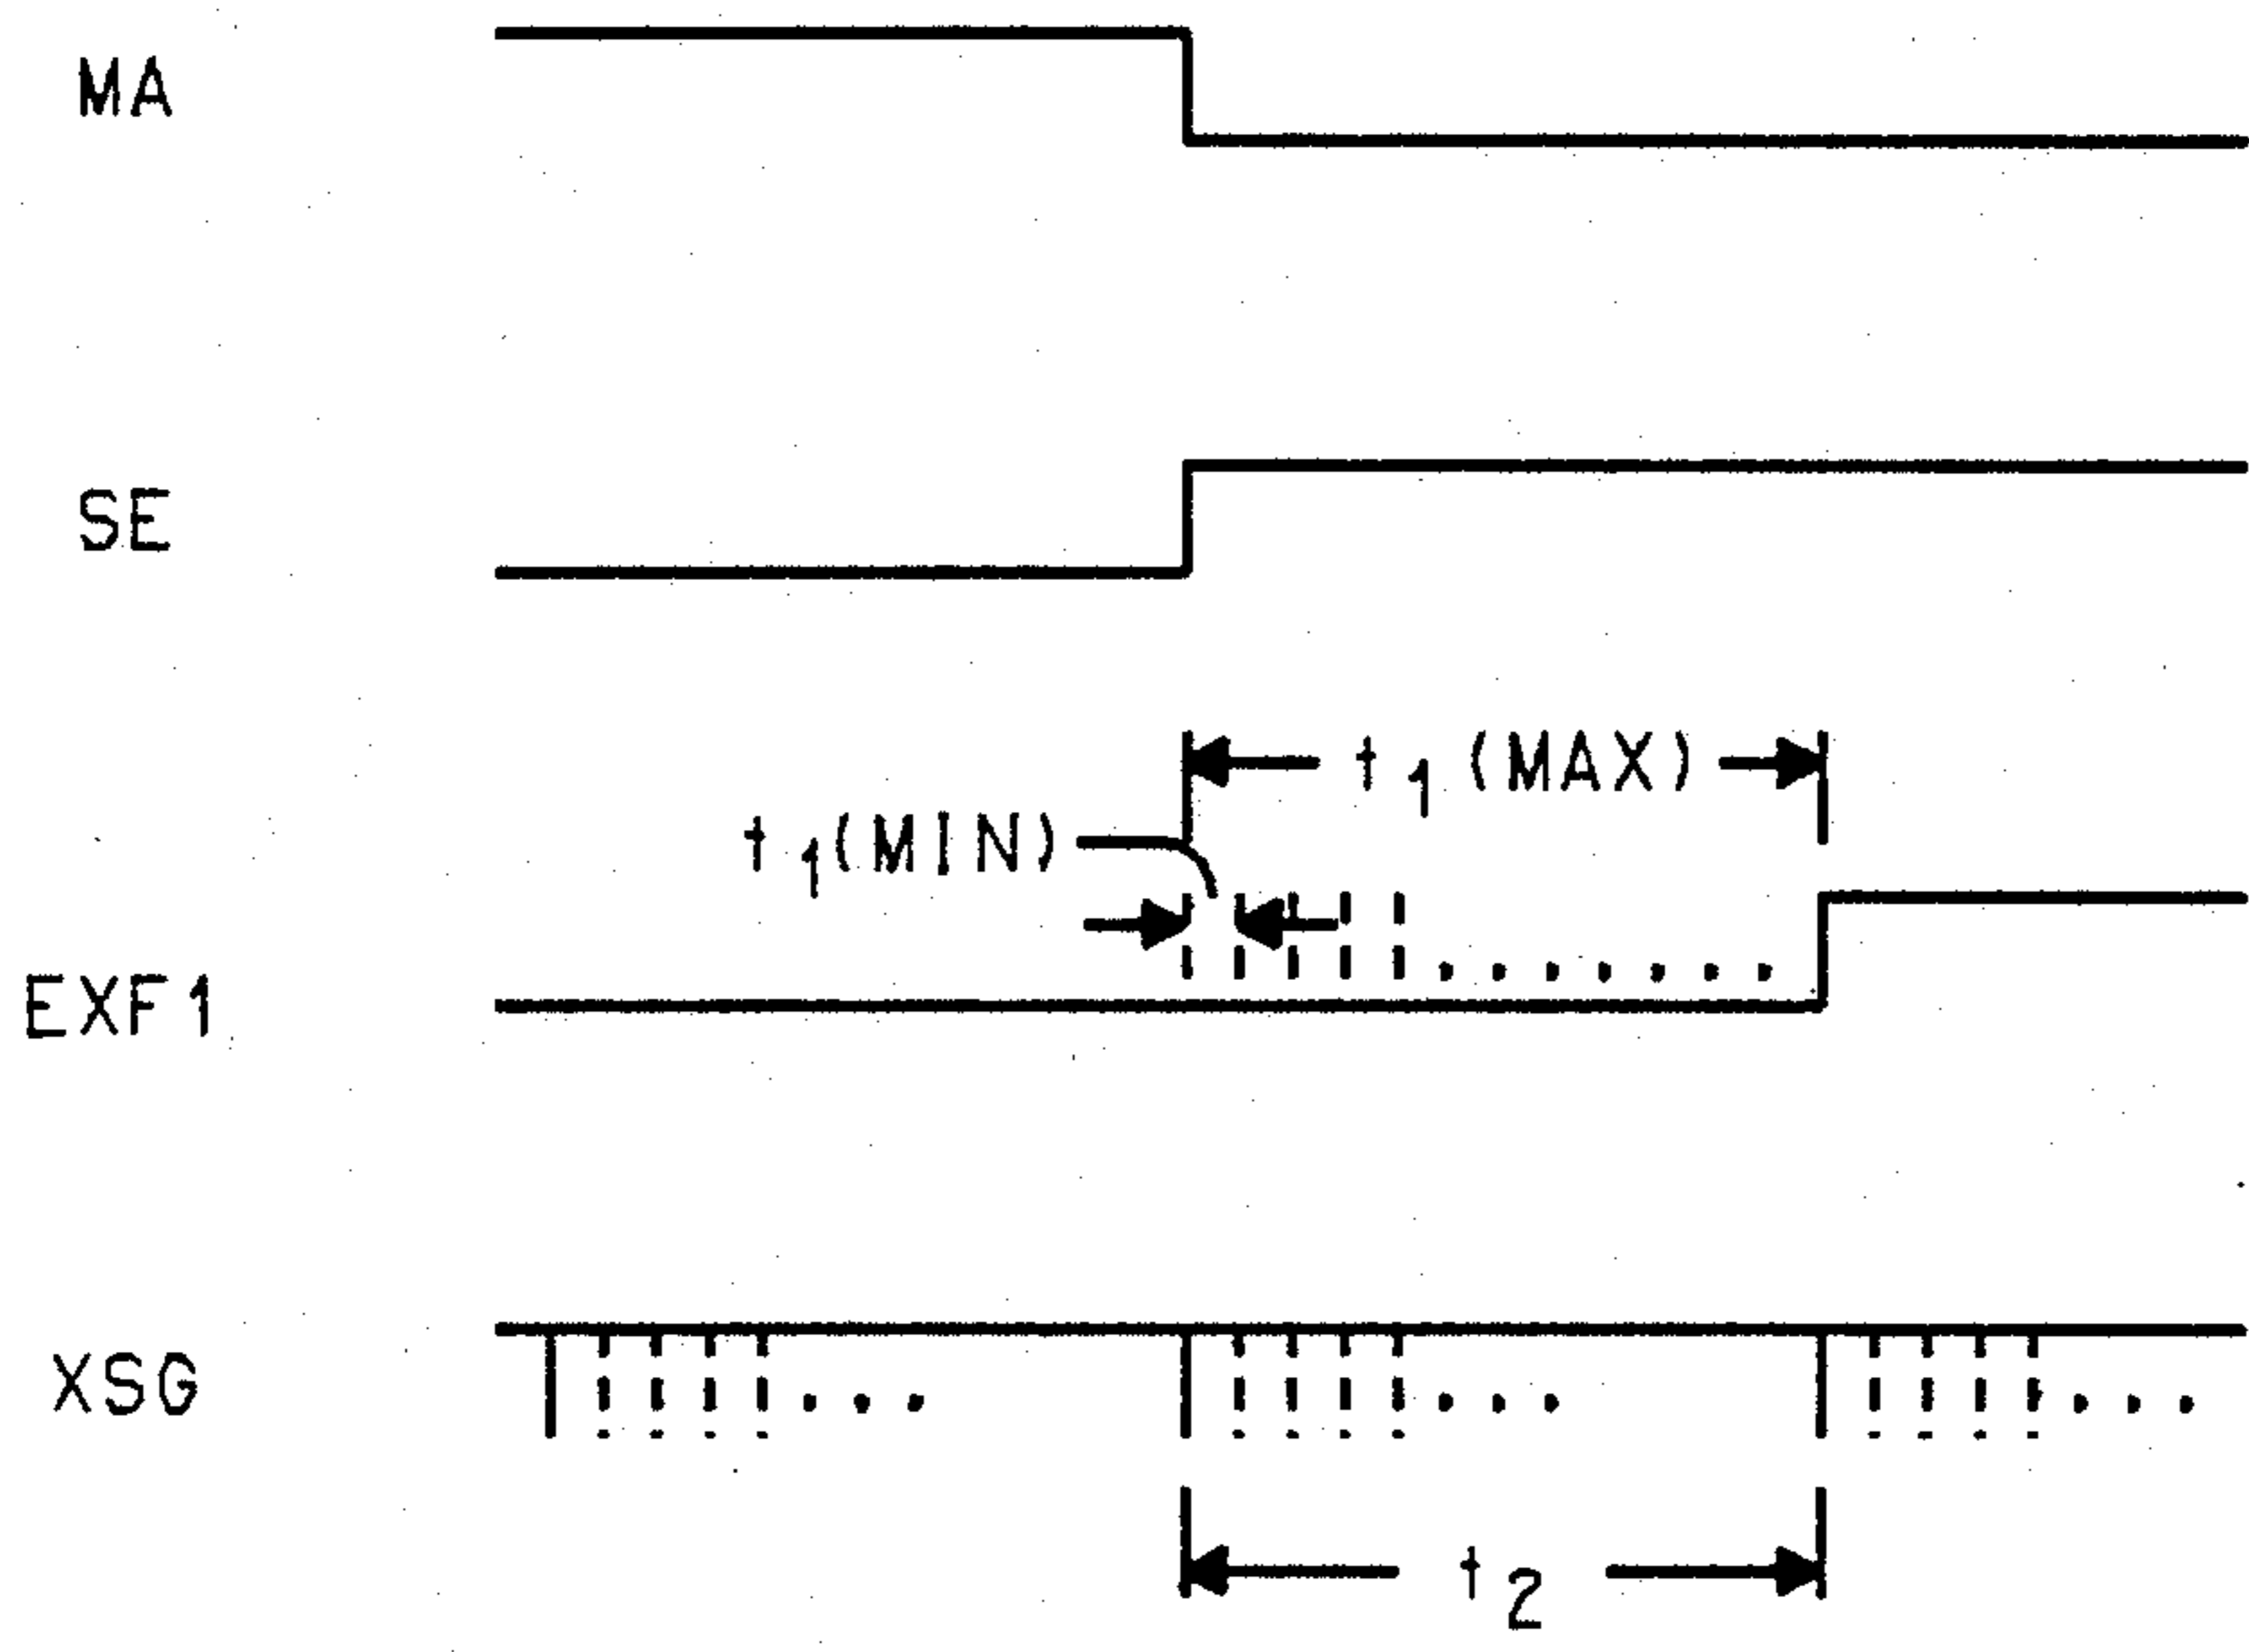 MA
SE
t1 (MAX)
t1(MIN)
EXF1
XSG
t2